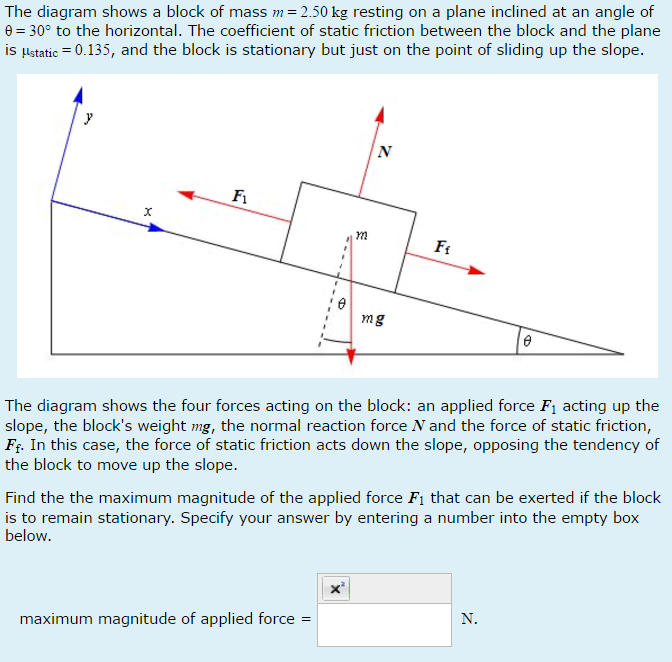 The diagram shows a block of mass m = 2.50 kg resting on a plane inclined at an angle of
θ = 30° to the horizontal. The coefficient of static friction between the block and the plane
is μstatic = 0.135, and the block is stationary but just on the point of sliding up the slope.
y
N
F1
x
m
Ff
θ
mg
θ
The diagram shows the four forces acting on the block: an applied force F1 acting up the
slope, the block's weight mg, the normal reaction force N and the force of static friction,
Ff. In this case, the force of static friction acts down the slope, opposing the tendency of
the block to move up the slope.
Find the the maximum magnitude of the applied force F1 that can be exerted if the block
is to remain stationary. Specify your answer by entering a number into the empty box
below.
x²
maximum magnitude of applied force = N.